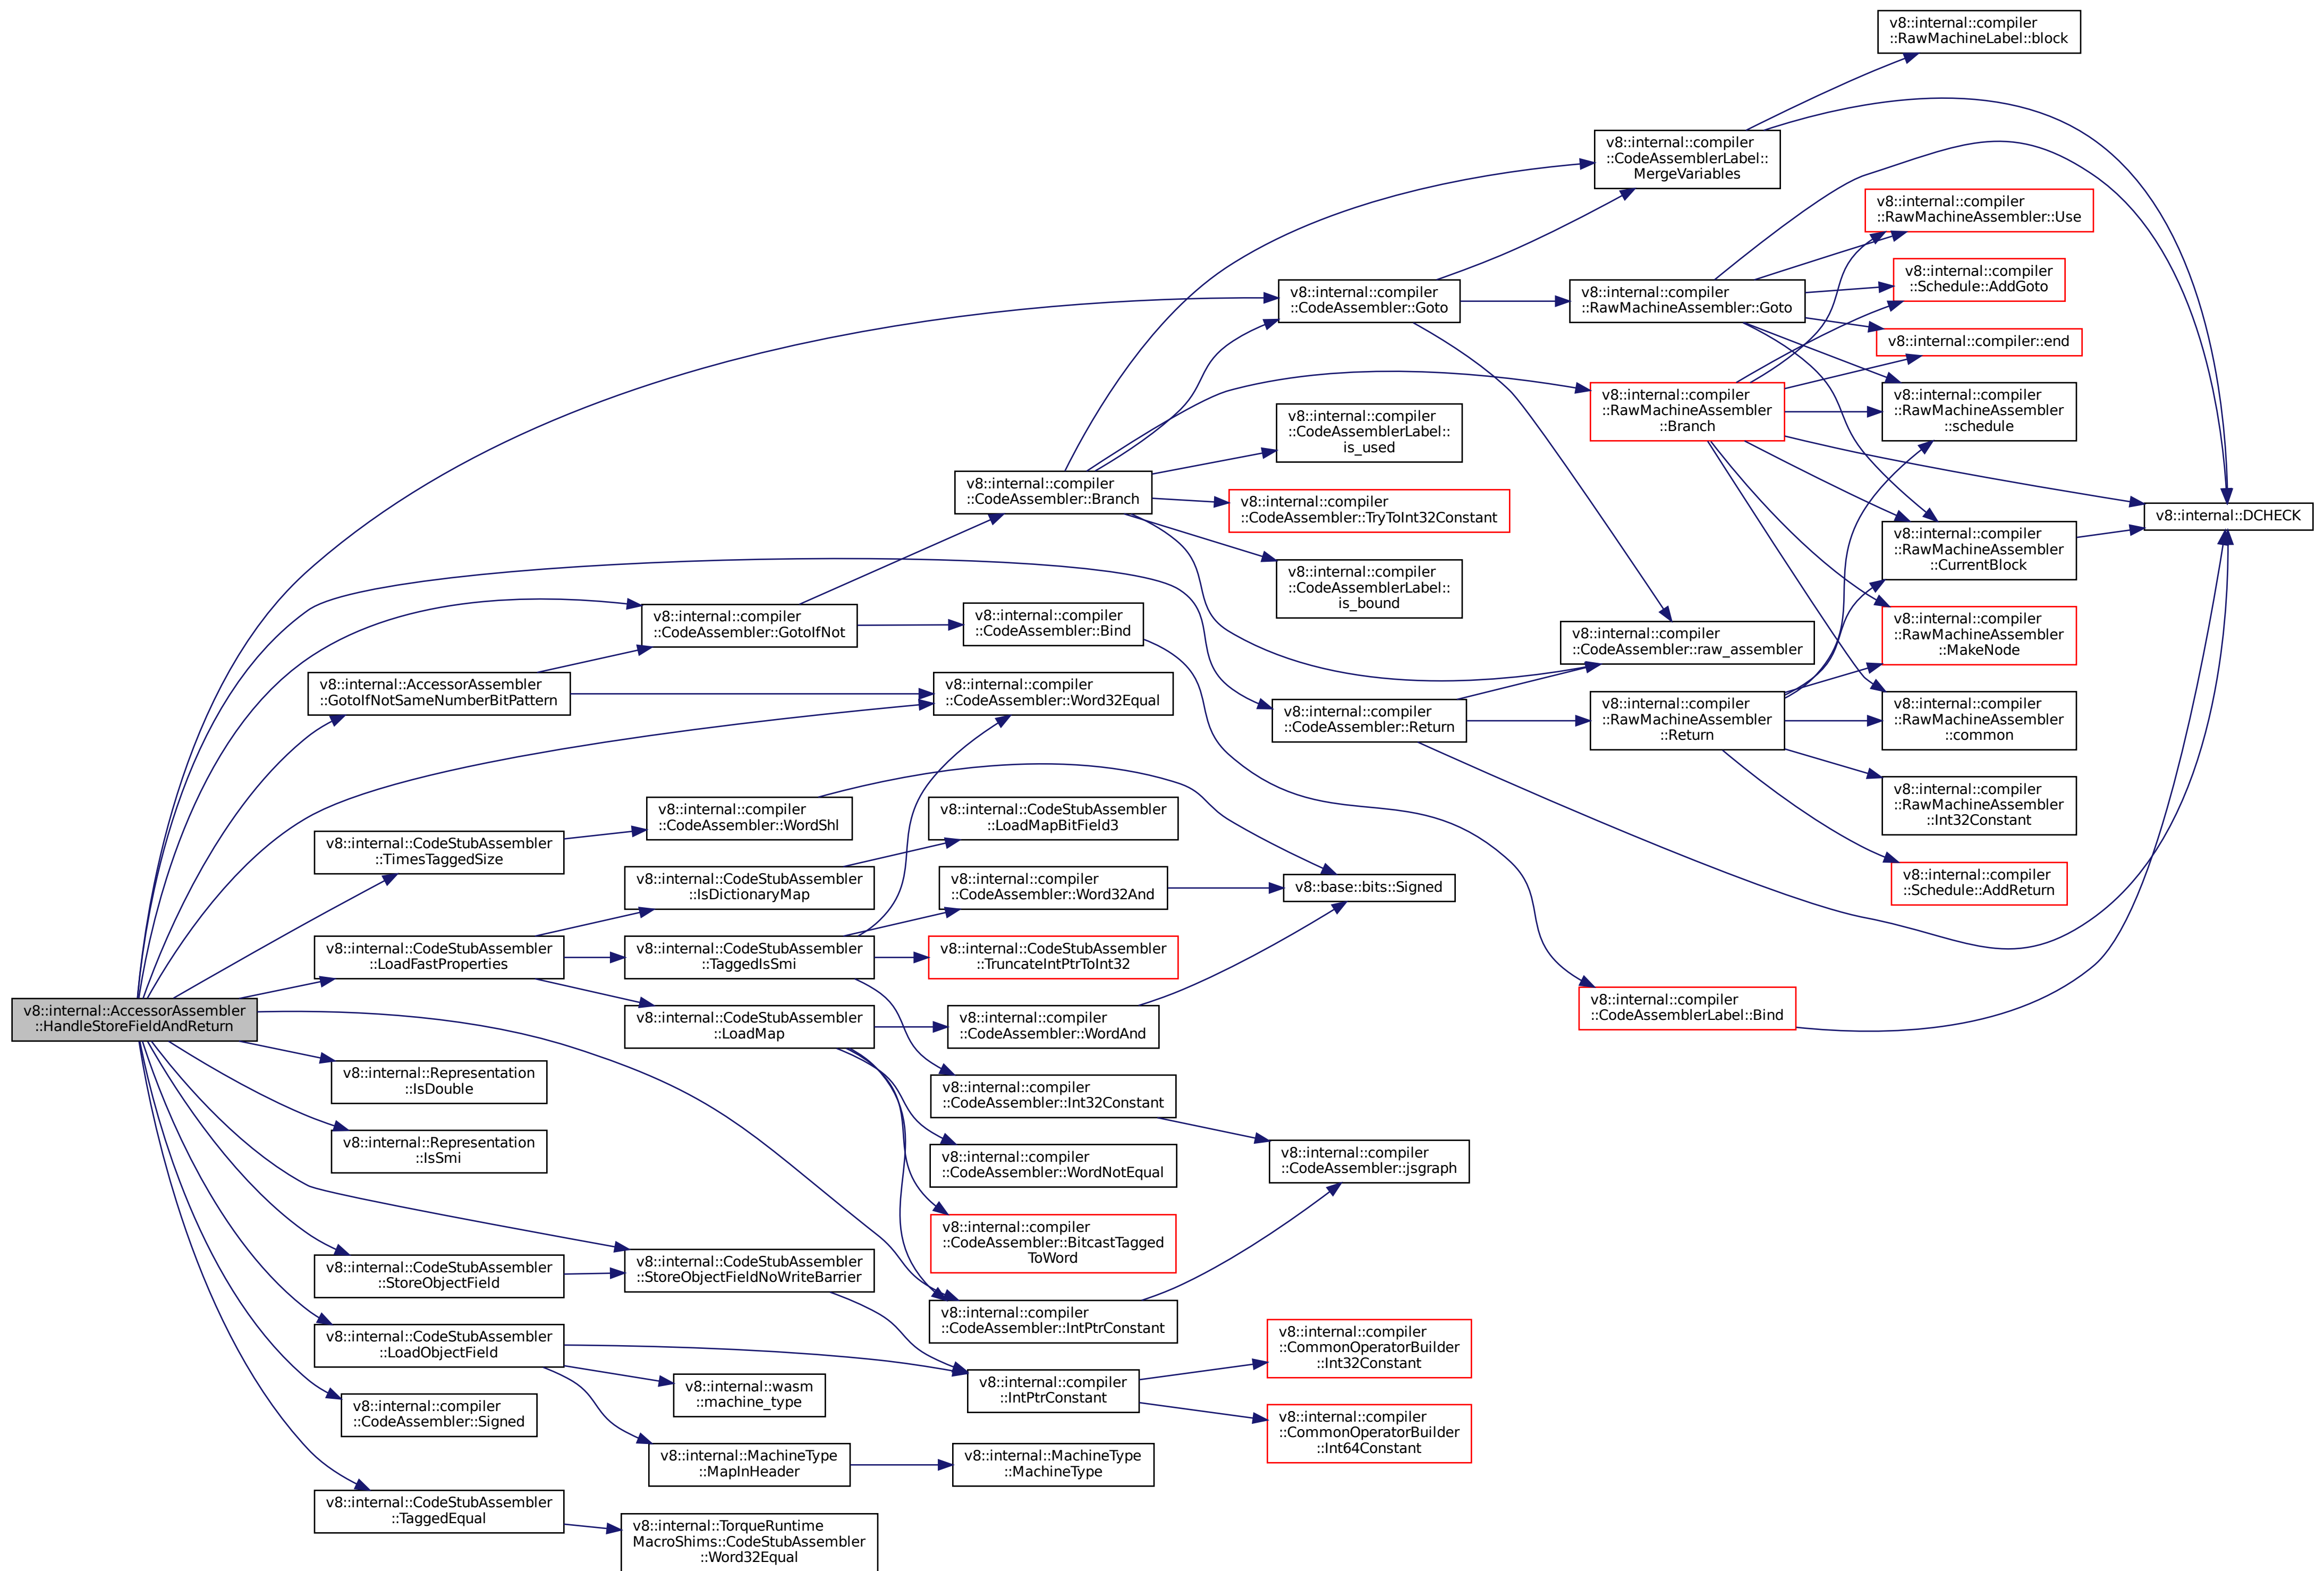 v8::internal::AccessorAssembler
::HandleStoreFieldAndReturn
v8::internal::AccessorAssembler
::GotoIfNotSameNumberBitPattern
v8::internal::CodeStubAssembler
::TimesTaggedSize
v8::internal::CodeStubAssembler
::LoadFastProperties
v8::internal::Representation
::IsDouble
v8::internal::Representation
::IsSmi
v8::internal::CodeStubAssembler
::StoreObjectField
v8::internal::CodeStubAssembler
::LoadObjectField
v8::internal::compiler
::CodeAssembler::Signed
v8::internal::CodeStubAssembler
::TaggedEqual
v8::internal::compiler
::CodeAssembler::GotoIfNot
v8::internal::compiler
::CodeAssembler::WordShl
v8::internal::CodeStubAssembler
::IsDictionaryMap
v8::internal::CodeStubAssembler
::TaggedIsSmi
v8::internal::CodeStubAssembler
::LoadMap
v8::internal::CodeStubAssembler
::StoreObjectFieldNoWriteBarrier
v8::internal::wasm
::machine_type
v8::internal::MachineType
::MapInHeader
v8::internal::TorqueRuntime
MacroShims::CodeStubAssembler
::Word32Equal
v8::internal::compiler
::CodeAssembler::Branch
v8::internal::compiler
::CodeAssembler::Bind
v8::internal::compiler
::CodeAssembler::Word32Equal
v8::internal::CodeStubAssembler
::LoadMapBitField3
v8::internal::compiler
::CodeAssembler::Word32And
v8::internal::CodeStubAssembler
::TruncateIntPtrToInt32
v8::internal::compiler
::CodeAssembler::WordAnd
v8::internal::compiler
::CodeAssembler::Int32Constant
v8::internal::compiler
::CodeAssembler::WordNotEqual
v8::internal::compiler
::CodeAssembler::BitcastTagged
ToWord
v8::internal::compiler
::CodeAssembler::IntPtrConstant
v8::internal::compiler
::IntPtrConstant
v8::internal::MachineType
::MachineType
v8::internal::compiler
::CodeAssembler::Goto
v8::internal::compiler
::CodeAssemblerLabel::
is_used
v8::internal::compiler
::CodeAssembler::TryToInt32Constant
v8::internal::compiler
::CodeAssemblerLabel::
is_bound
v8::internal::compiler
::CodeAssembler::Return
v8::base::bits::Signed
v8::internal::compiler
::CodeAssembler::jsgraph
v8::internal::compiler
::CommonOperatorBuilder
::Int32Constant
v8::internal::compiler
::CommonOperatorBuilder
::Int64Constant
v8::internal::compiler
::CodeAssemblerLabel::
MergeVariables
v8::internal::compiler
::RawMachineAssembler::Goto
v8::internal::compiler
::RawMachineAssembler
::Branch
v8::internal::compiler
::CodeAssembler::raw_assembler
v8::internal::compiler
::RawMachineAssembler
::Return
v8::internal::compiler
::CodeAssemblerLabel::Bind
v8::internal::compiler
::RawMachineLabel::block
v8::internal::compiler
::RawMachineAssembler::Use
v8::internal::compiler
::Schedule::AddGoto
v8::internal::compiler::end
v8::internal::compiler
::RawMachineAssembler
::schedule
v8::internal::compiler
::RawMachineAssembler
::CurrentBlock
v8::internal::compiler
::RawMachineAssembler
::MakeNode
v8::internal::compiler
::RawMachineAssembler
::common
v8::internal::compiler
::RawMachineAssembler
::Int32Constant
v8::internal::compiler
::Schedule::AddReturn
v8::internal::DCHECK